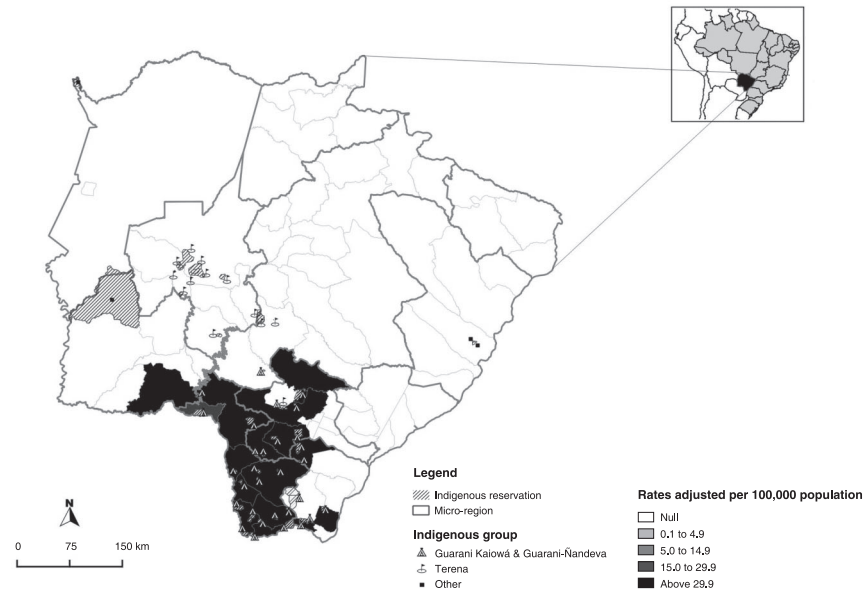 N
0 75 150 km
Legend
Indigenous reservation
Micro-region
Indigenous group
Guarani Kaiowá & Guarani-Ñandeva
Terena
Other
Rates adjusted per 100,000 population
Null
0.1 to 4.9
5.0 to 14.9
15.0 to 29.9
Above 29.9